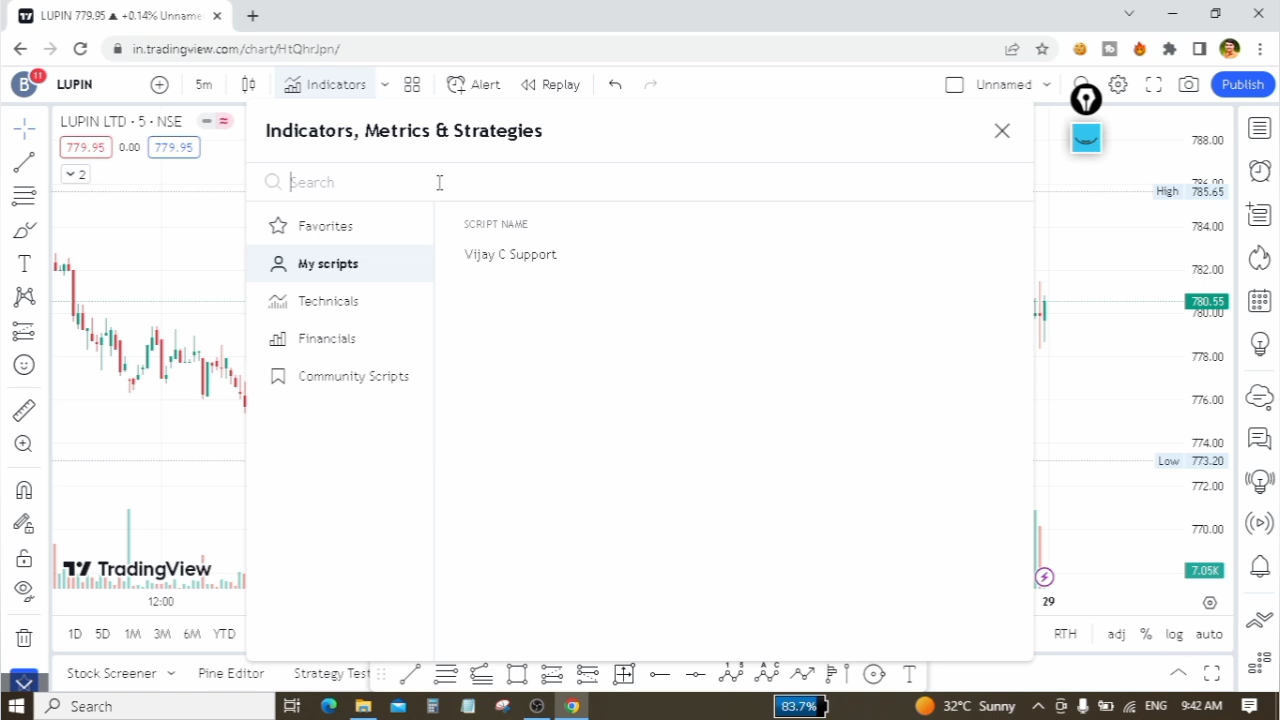 LUPIN 779.95 ▲ +0.14% Unname
in.tradingview.com/chart/HtQhrJpn/
B
11
LUPIN
5m
Indicators
Alert
Replay
Unnamed
Publish
LUPIN LTD · 5 · NSE
779.95 0.00 779.95
2
Indicators, Metrics & Strategies
Search
Favorites
My scripts
Technicals
Financials
Community Scripts
SCRIPT NAME
Vijay C Support
788.00
High 785.65
784.00
782.00
780.55
780.00
778.00
776.00
774.00
Low 773.20
772.00
770.00
7.05K
TradingView
12:00
29
1D 5D 1M 3M 6M YTD
RTH adj % log auto
Stock Screener Pine Editor Strategy Test
Search
83.7%
32°C Sunny
ENG 9:42 AM